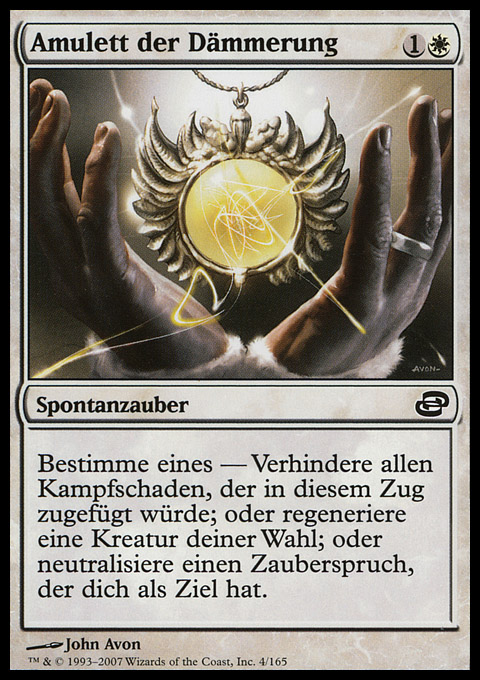 Amulett der Dämmerung 1
AVON-
Spontanzauber
Bestimme eines — Verhindere allen
Kampfschaden, der in diesem Zug
zugefügt würde; oder regeneriere
eine Kreatur deiner Wahl; oder
neutralisiere einen Zauberspruch,
der dich als Ziel hat.
John Avon
™ & © 1993–2007 Wizards of the Coast, Inc. 4/165